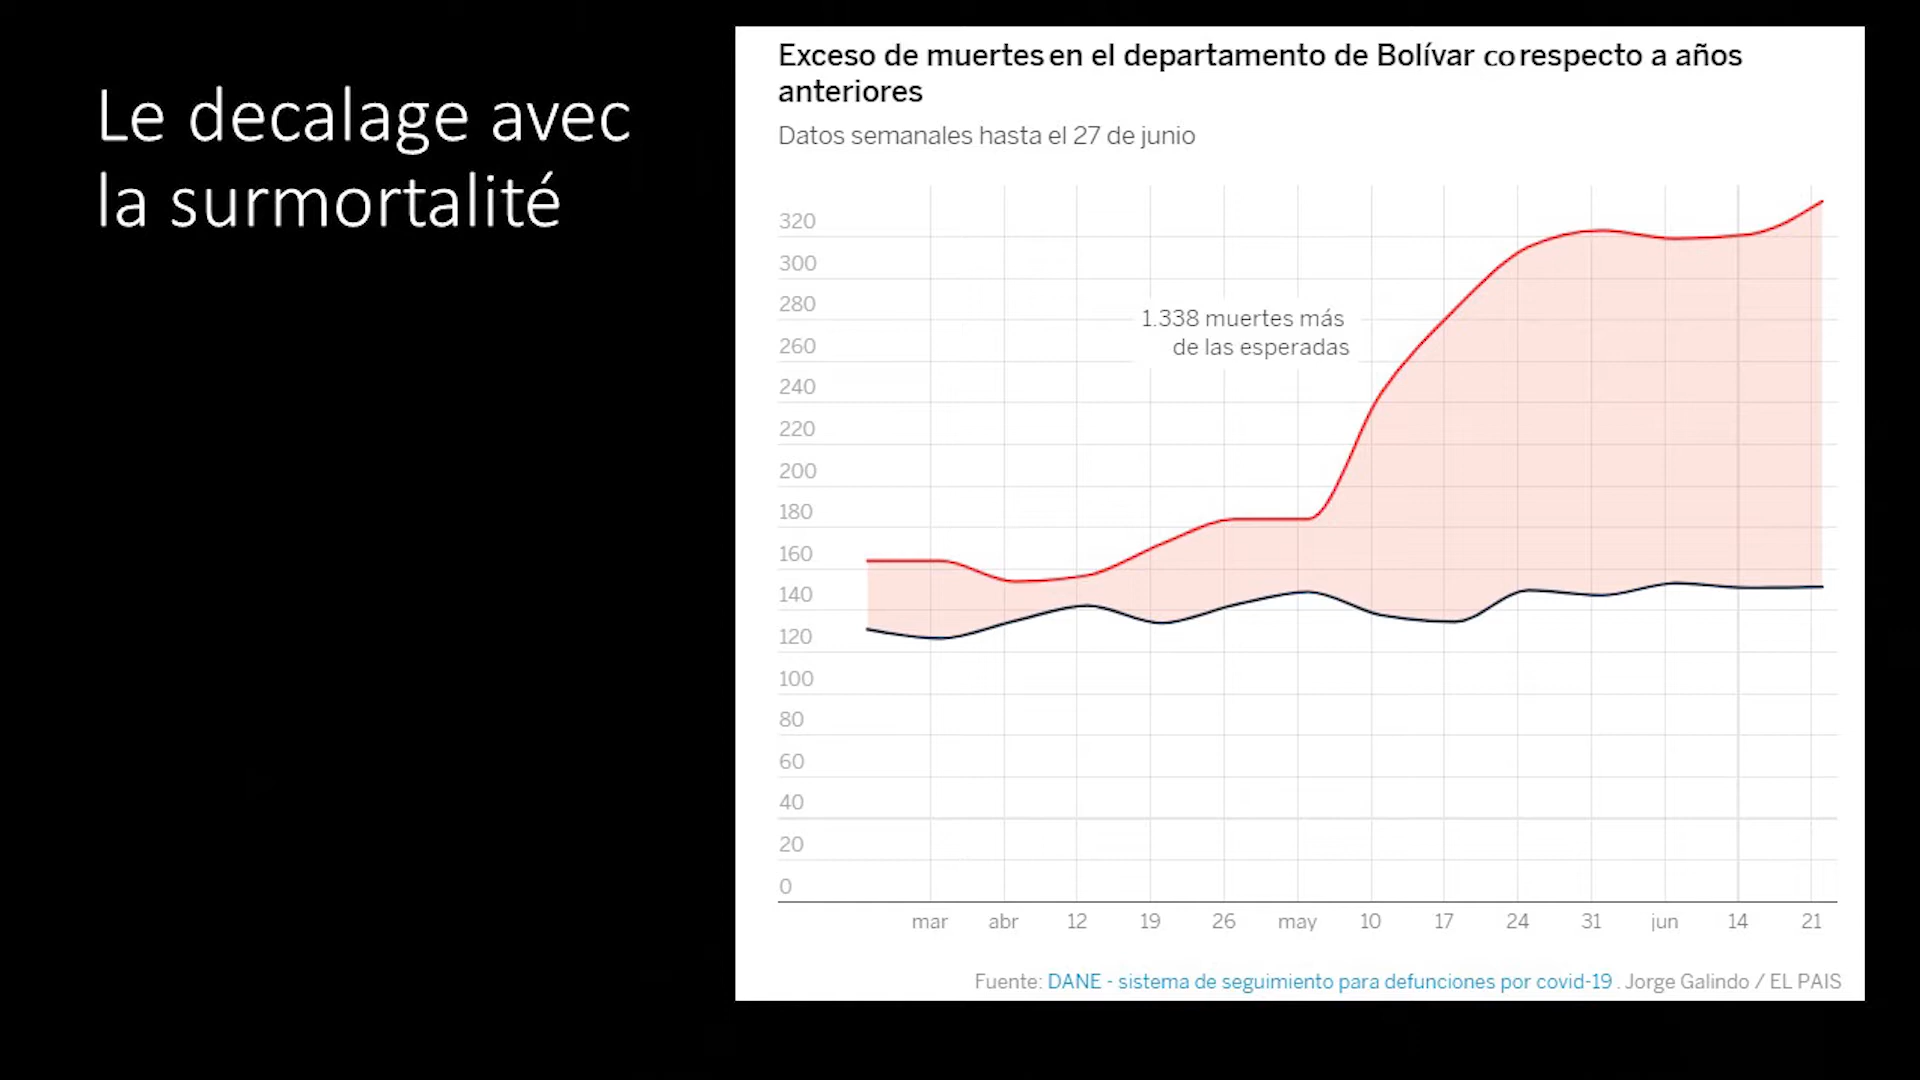 Le decalage avec
la surmortalité
Exceso de muertes en el departamento de Bolívar co respecto a años
anteriores
Datos semanales hasta el 27 de junio
320
300
280
1.338 muertes más
de las esperadas
260
240
220
200
180
160
140
120
100
80
60
40
20
0
mar abr 12 19 26 may 10 17 24 31 jun 14 21
Fuente: DANE - sistema de seguimiento para defunciones por covid-19 . Jorge Galindo / EL PAIS